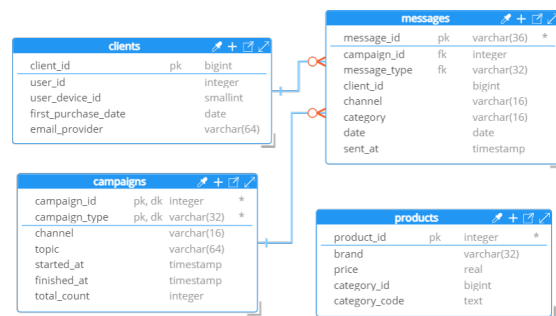 clients
client_id pk bigint
user_id integer
user_device_id smallint
first_purchase_date date
email_provider varchar(64)
messages
message_id pk varchar(36) *
campaign_id fk integer
message_type fk varchar(32)
client_id bigint
channel varchar(16)
category varchar(16)
date date
sent_at timestamp
campaigns
campaign_id pk, dk integer *
campaign_type pk, dk varchar(32) *
channel varchar(16)
topic varchar(64)
started_at timestamp
finished_at timestamp
total_count integer
products
product_id pk integer *
brand varchar(32)
price real
category_id bigint
category_code text